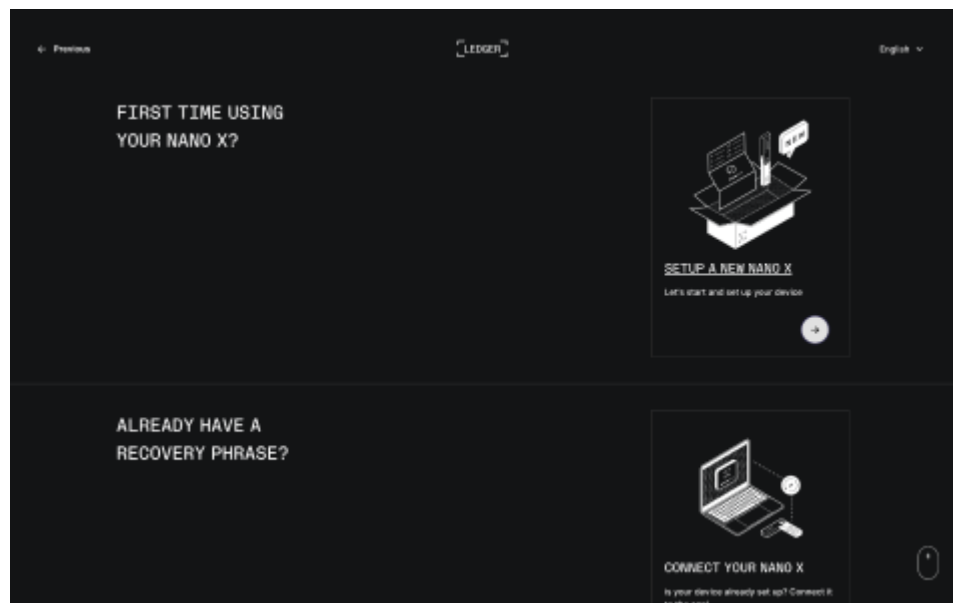 Previous
LEDGER
English
FIRST TIME USING
YOUR NANO X?
NEW
SETUP A NEW NANO X
Let's start and set up your device
ALREADY HAVE A
RECOVERY PHRASE?
CONNECT YOUR NANO X
Is your device already set up? Connect it